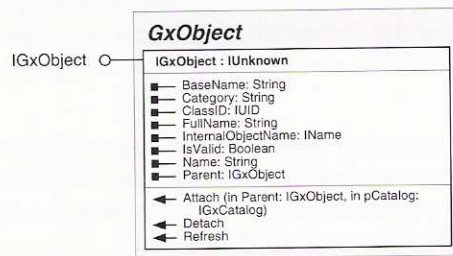 GxObject
IGxObject
IGxObject : IUnknown
BaseName: String
Category: String
ClassID: IUID
FullName: String
InternalObjectName: IName
IsValid: Boolean
Name: String
Parent: IGxObject
Attach (in Parent: IGxObject, in pCatalog:
IGxCatalog)
Detach
Refresh